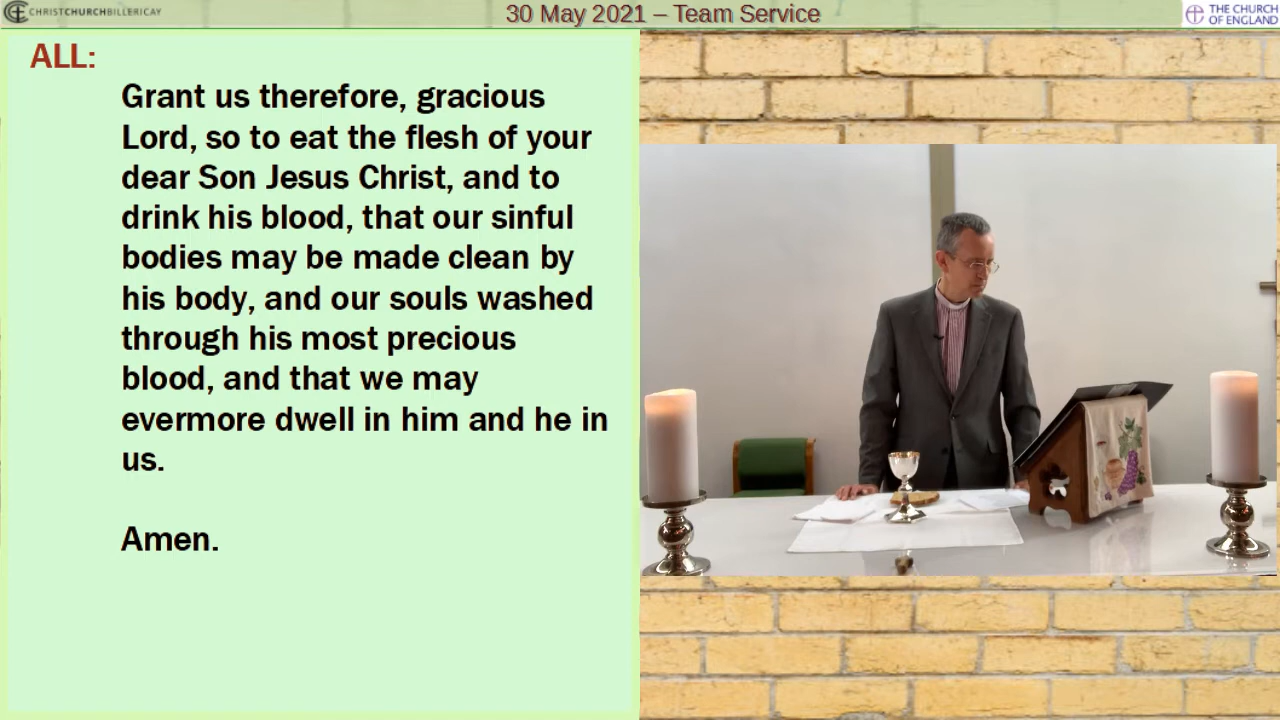 CHRISTCHURCHBILLERICAY
30 May 2021 – Team Service
THE CHURCH
OF ENGLAND
ALL:
Grant us therefore, gracious
Lord, so to eat the flesh of your
dear Son Jesus Christ, and to
drink his blood, that our sinful
bodies may be made clean by
his body, and our souls washed
through his most precious
blood, and that we may
evermore dwell in him and he in
us.
Amen.